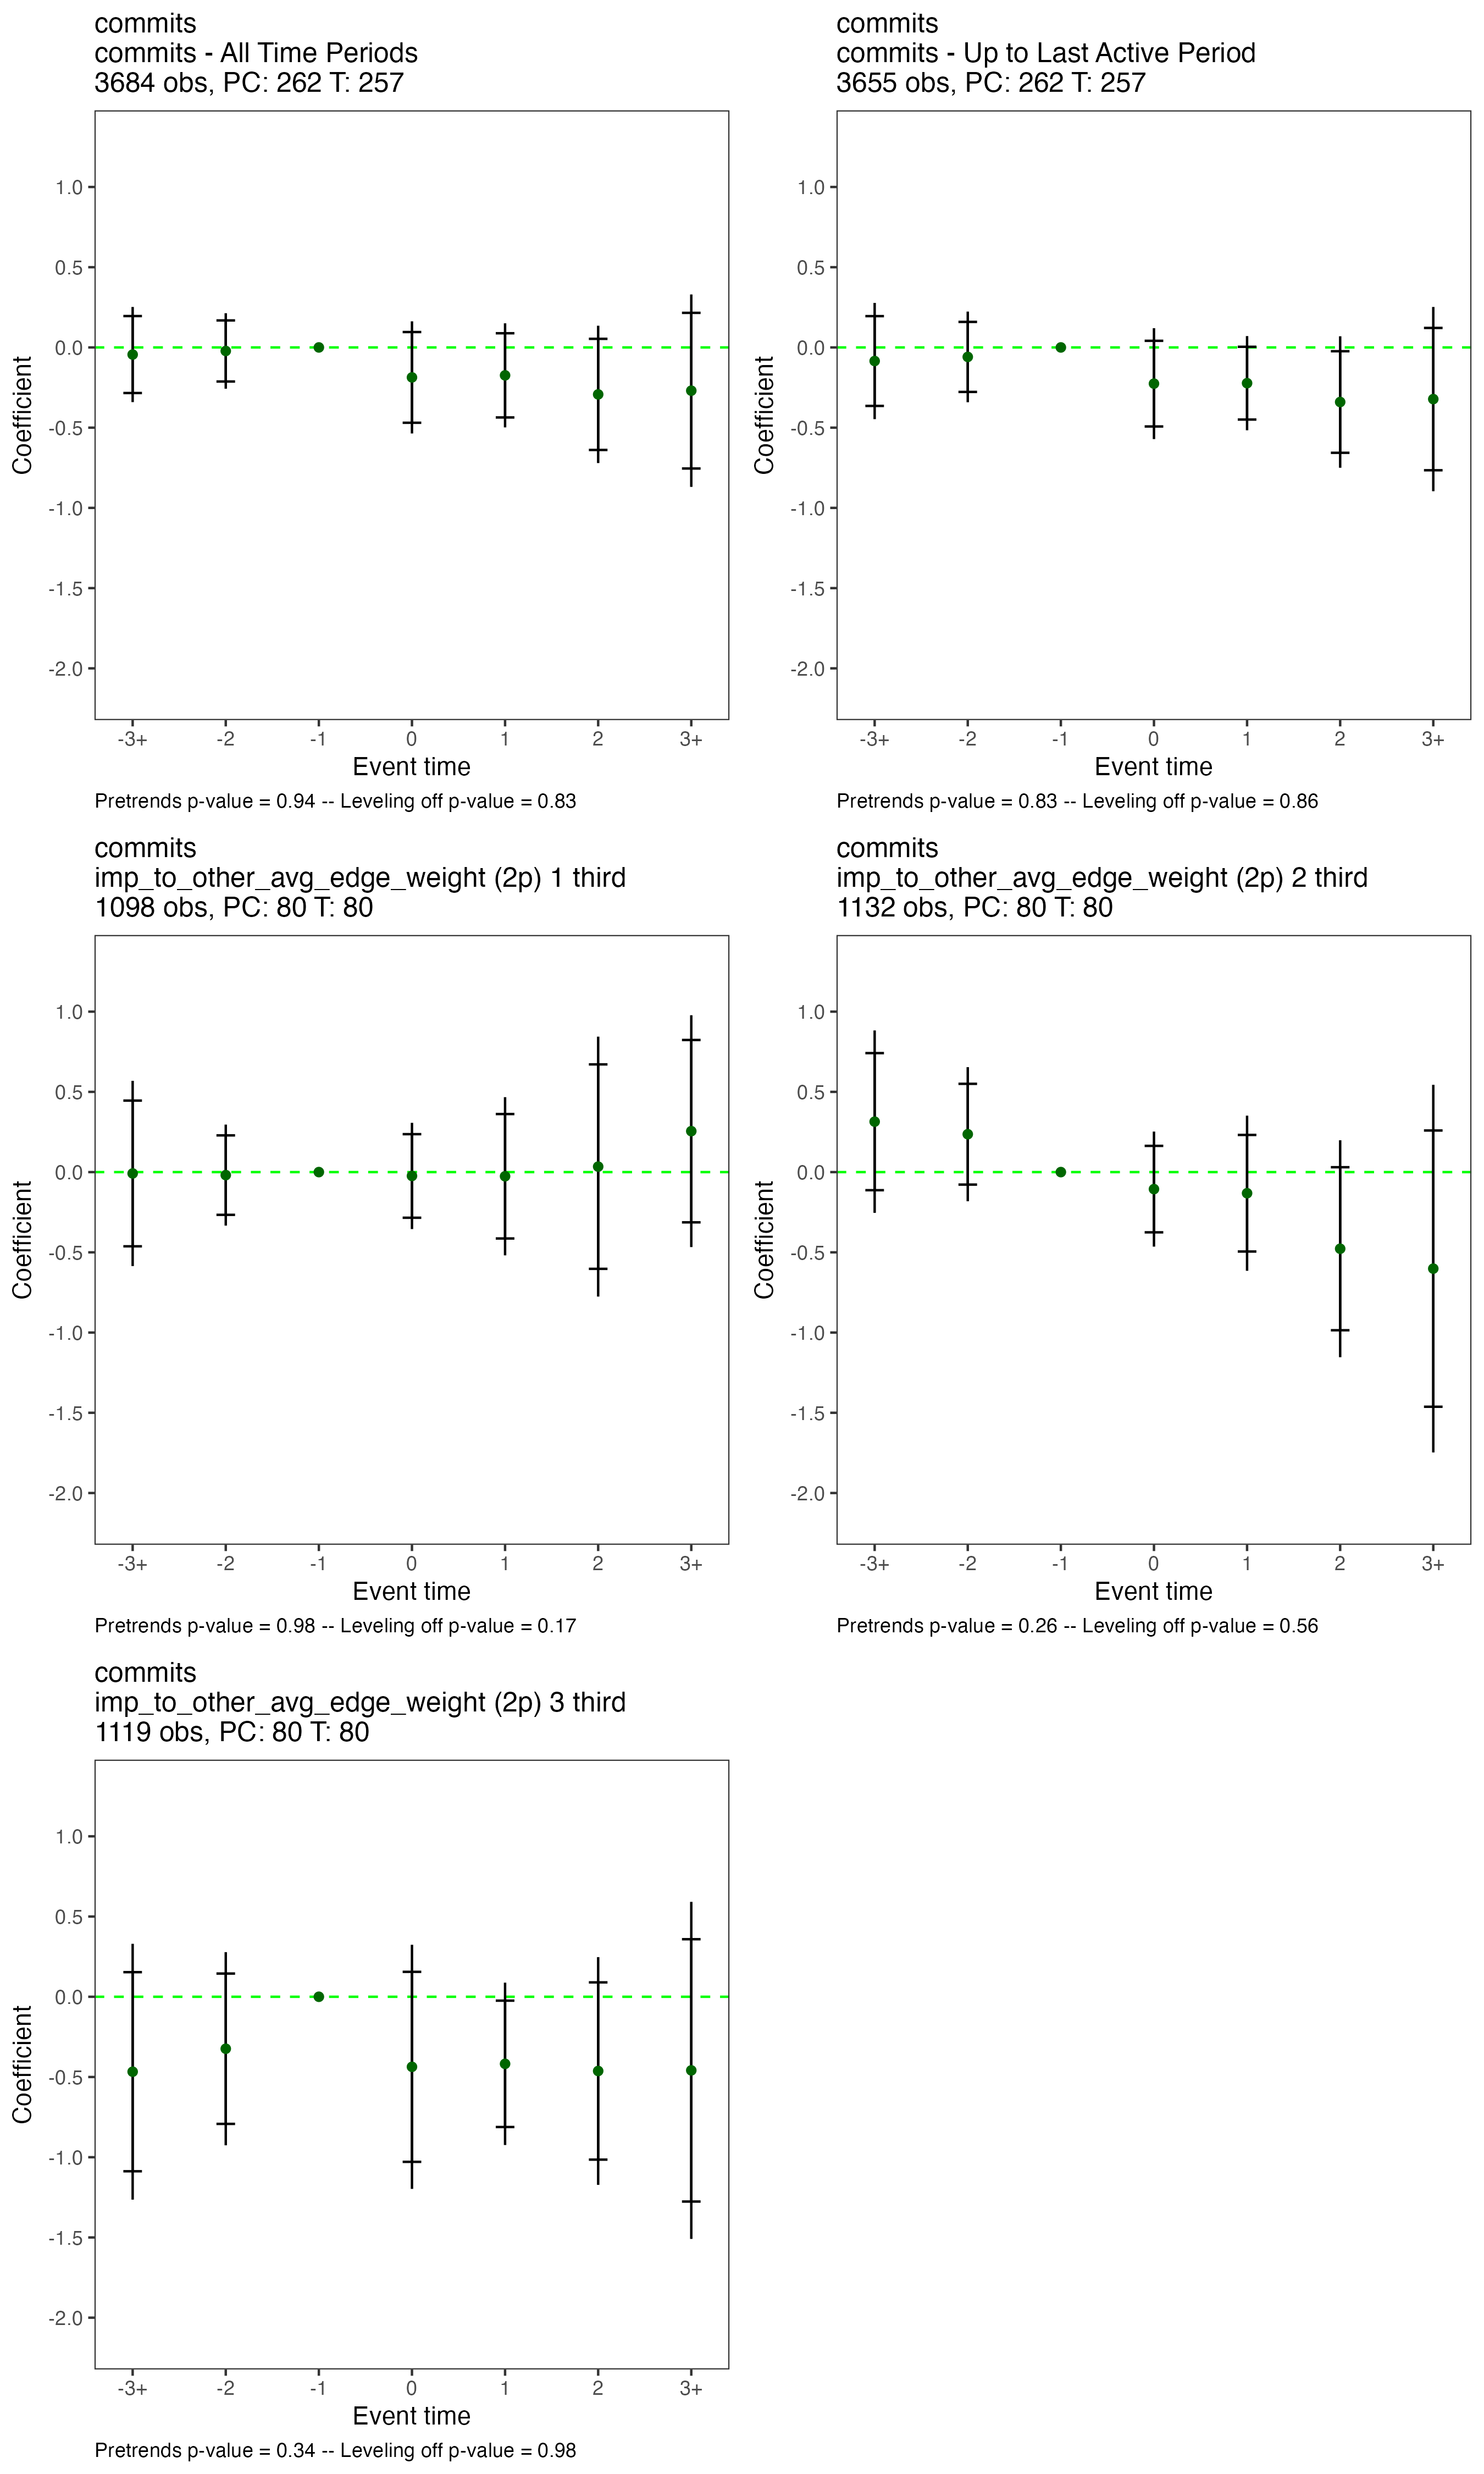 commits
commits - All Time Periods
3684 obs, PC: 262 T: 257
1.0
0.5
0.0
-0.5
-1.0
-1.5
-2.0
Coefficient
-3+ -2 -1 0 1 2 3+
Event time
Pretrends p-value = 0.94 -- Leveling off p-value = 0.83
commits
commits - Up to Last Active Period
3655 obs, PC: 262 T: 257
1.0
0.5
0.0
-0.5
-1.0
-1.5
-2.0
Coefficient
-3+ -2 -1 0 1 2 3+
Event time
Pretrends p-value = 0.83 -- Leveling off p-value = 0.86
commits
imp_to_other_avg_edge_weight (2p) 1 third
1098 obs, PC: 80 T: 80
1.0
0.5
0.0
-0.5
-1.0
-1.5
-2.0
Coefficient
-3+ -2 -1 0 1 2 3+
Event time
Pretrends p-value = 0.98 -- Leveling off p-value = 0.17
commits
imp_to_other_avg_edge_weight (2p) 2 third
1132 obs, PC: 80 T: 80
1.0
0.5
0.0
-0.5
-1.0
-1.5
-2.0
Coefficient
-3+ -2 -1 0 1 2 3+
Event time
Pretrends p-value = 0.26 -- Leveling off p-value = 0.56
commits
imp_to_other_avg_edge_weight (2p) 3 third
1119 obs, PC: 80 T: 80
1.0
0.5
0.0
-0.5
-1.0
-1.5
-2.0
Coefficient
-3+ -2 -1 0 1 2 3+
Event time
Pretrends p-value = 0.34 -- Leveling off p-value = 0.98